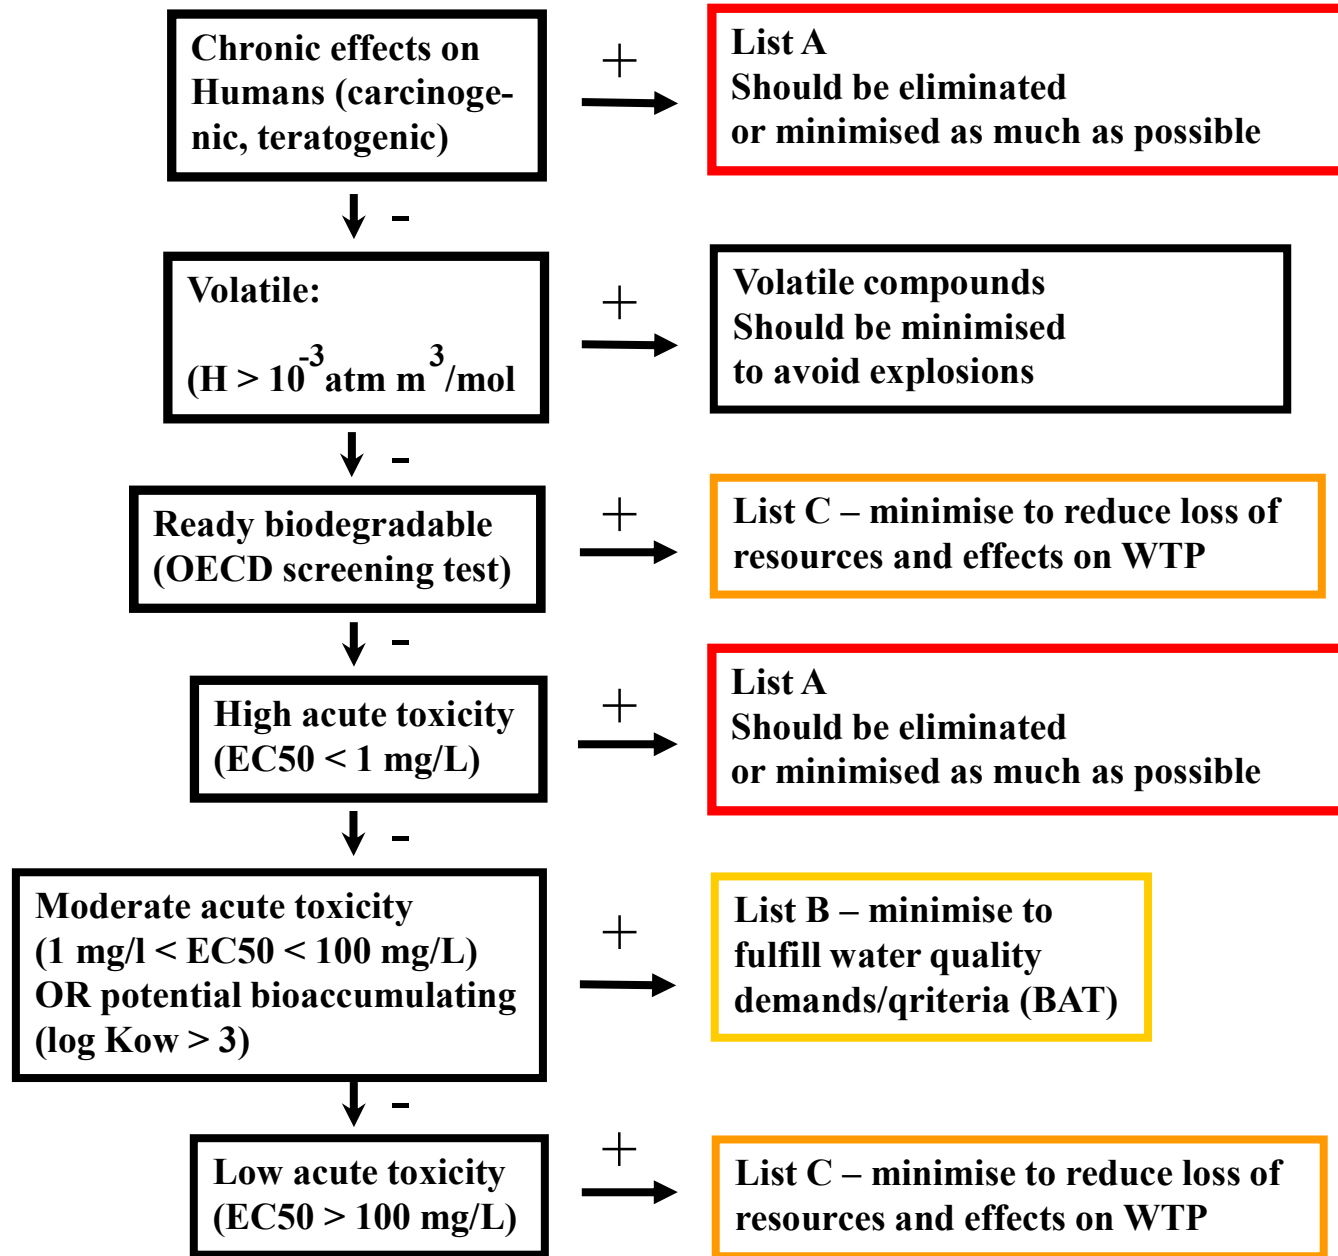 Chronic effects on
Humans (carcinoge-
nic, teratogenic)
+
List A
Should be eliminated
or minimised as much as possible
-
Volatile:
(H > 10-3 atm m3/mol
+
Volatile compounds
Should be minimised
to avoid explosions
-
Ready biodegradable
(OECD screening test)
+
List C – minimise to reduce loss of
resources and effects on WTP
-
High acute toxicity
(EC50 < 1 mg/L)
+
List A
Should be eliminated
or minimised as much as possible
-
Moderate acute toxicity
(1 mg/l < EC50 < 100 mg/L)
OR potential bioaccumulating
(log Kow > 3)
+
List B – minimise to
fulfill water quality
demands/qriteria (BAT)
-
Low acute toxicity
(EC50 > 100 mg/L)
+
List C – minimise to reduce loss of
resources and effects on WTP